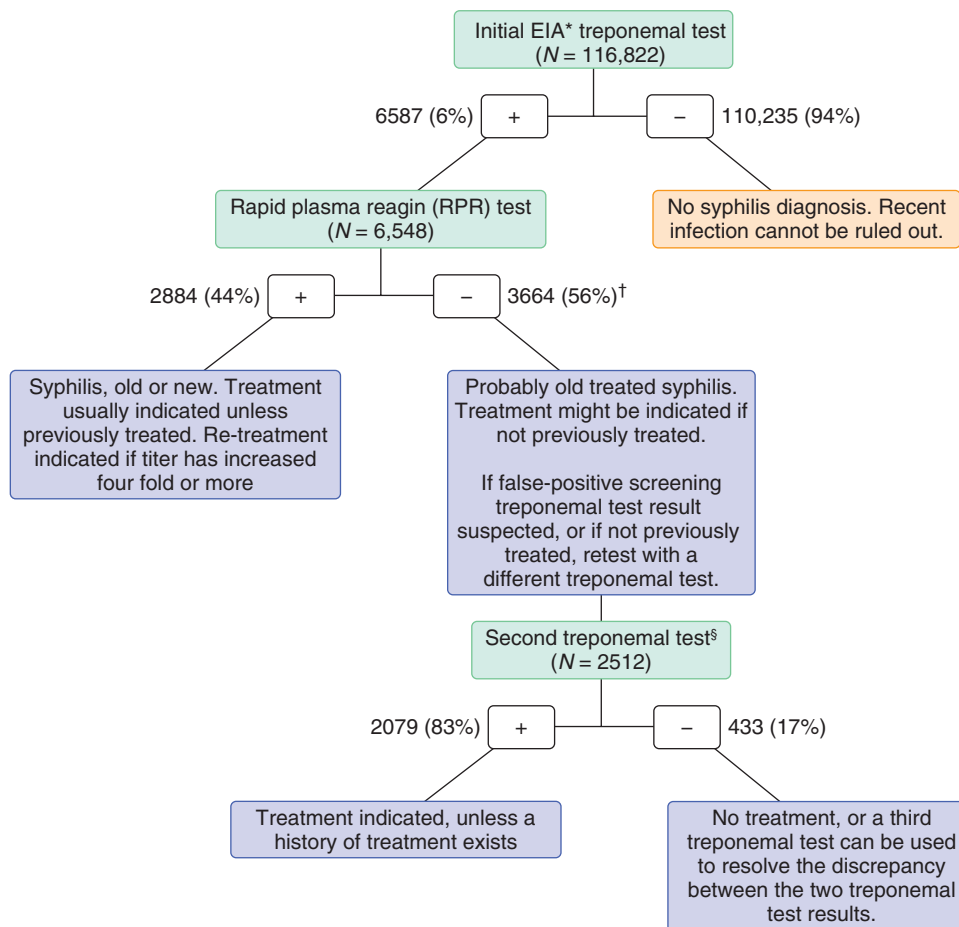 Initial EIA* treponemal test
(N = 116,822)
6587 (6%)
+
−
110,235 (94%)
Rapid plasma reagin (RPR) test
(N = 6,548)
No syphilis diagnosis. Recent
infection cannot be ruled out.
2884 (44%)
+
−
3664 (56%)†
Syphilis, old or new. Treatment
usually indicated unless
previously treated. Re-treatment
indicated if titer has increased
four fold or more
Probably old treated syphilis.
Treatment might be indicated if
not previously treated.
If false-positive screening
treponemal test result
suspected, or if not previously
treated, retest with a
different treponemal test.
Second treponemal test§
(N = 2512)
2079 (83%)
+
−
433 (17%)
Treatment indicated, unless a
history of treatment exists
No treatment, or a third
treponemal test can be used
to resolve the discrepancy
between the two treponemal
test results.